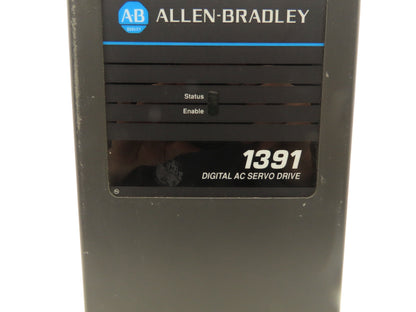 AB ALLEN-BRADLEY
Status
Enable
1391
DIGITAL AC SERVO DRIVE